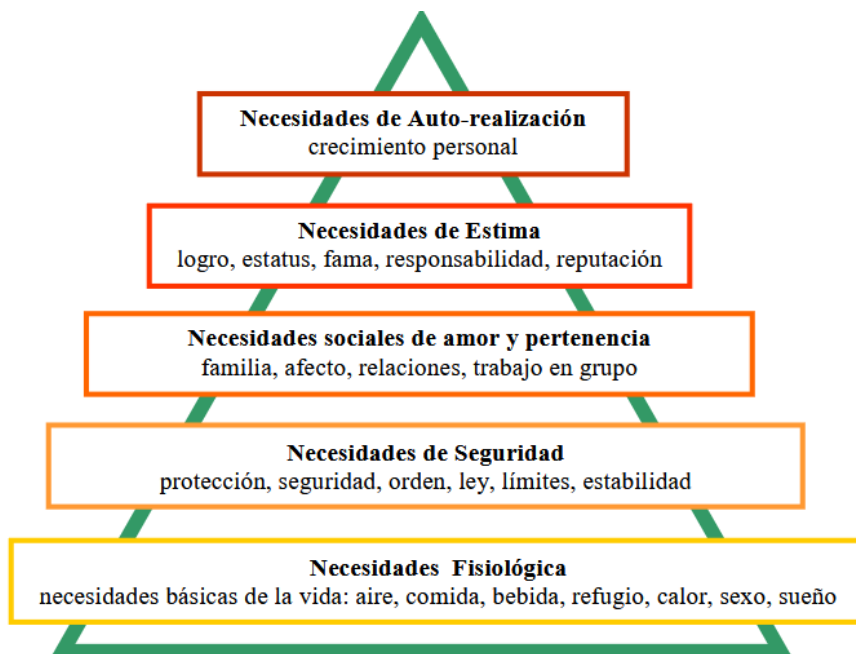 Necesidades de Auto-realización
crecimiento personal
Necesidades de Estima
logro, estatus, fama, responsabilidad, reputación
Necesidades sociales de amor y pertenencia
familia, afecto, relaciones, trabajo en grupo
Necesidades de Seguridad
protección, seguridad, orden, ley, límites, estabilidad
Necesidades Fisiológica
necesidades básicas de la vida: aire, comida, bebida, refugio, calor, sexo, sueño